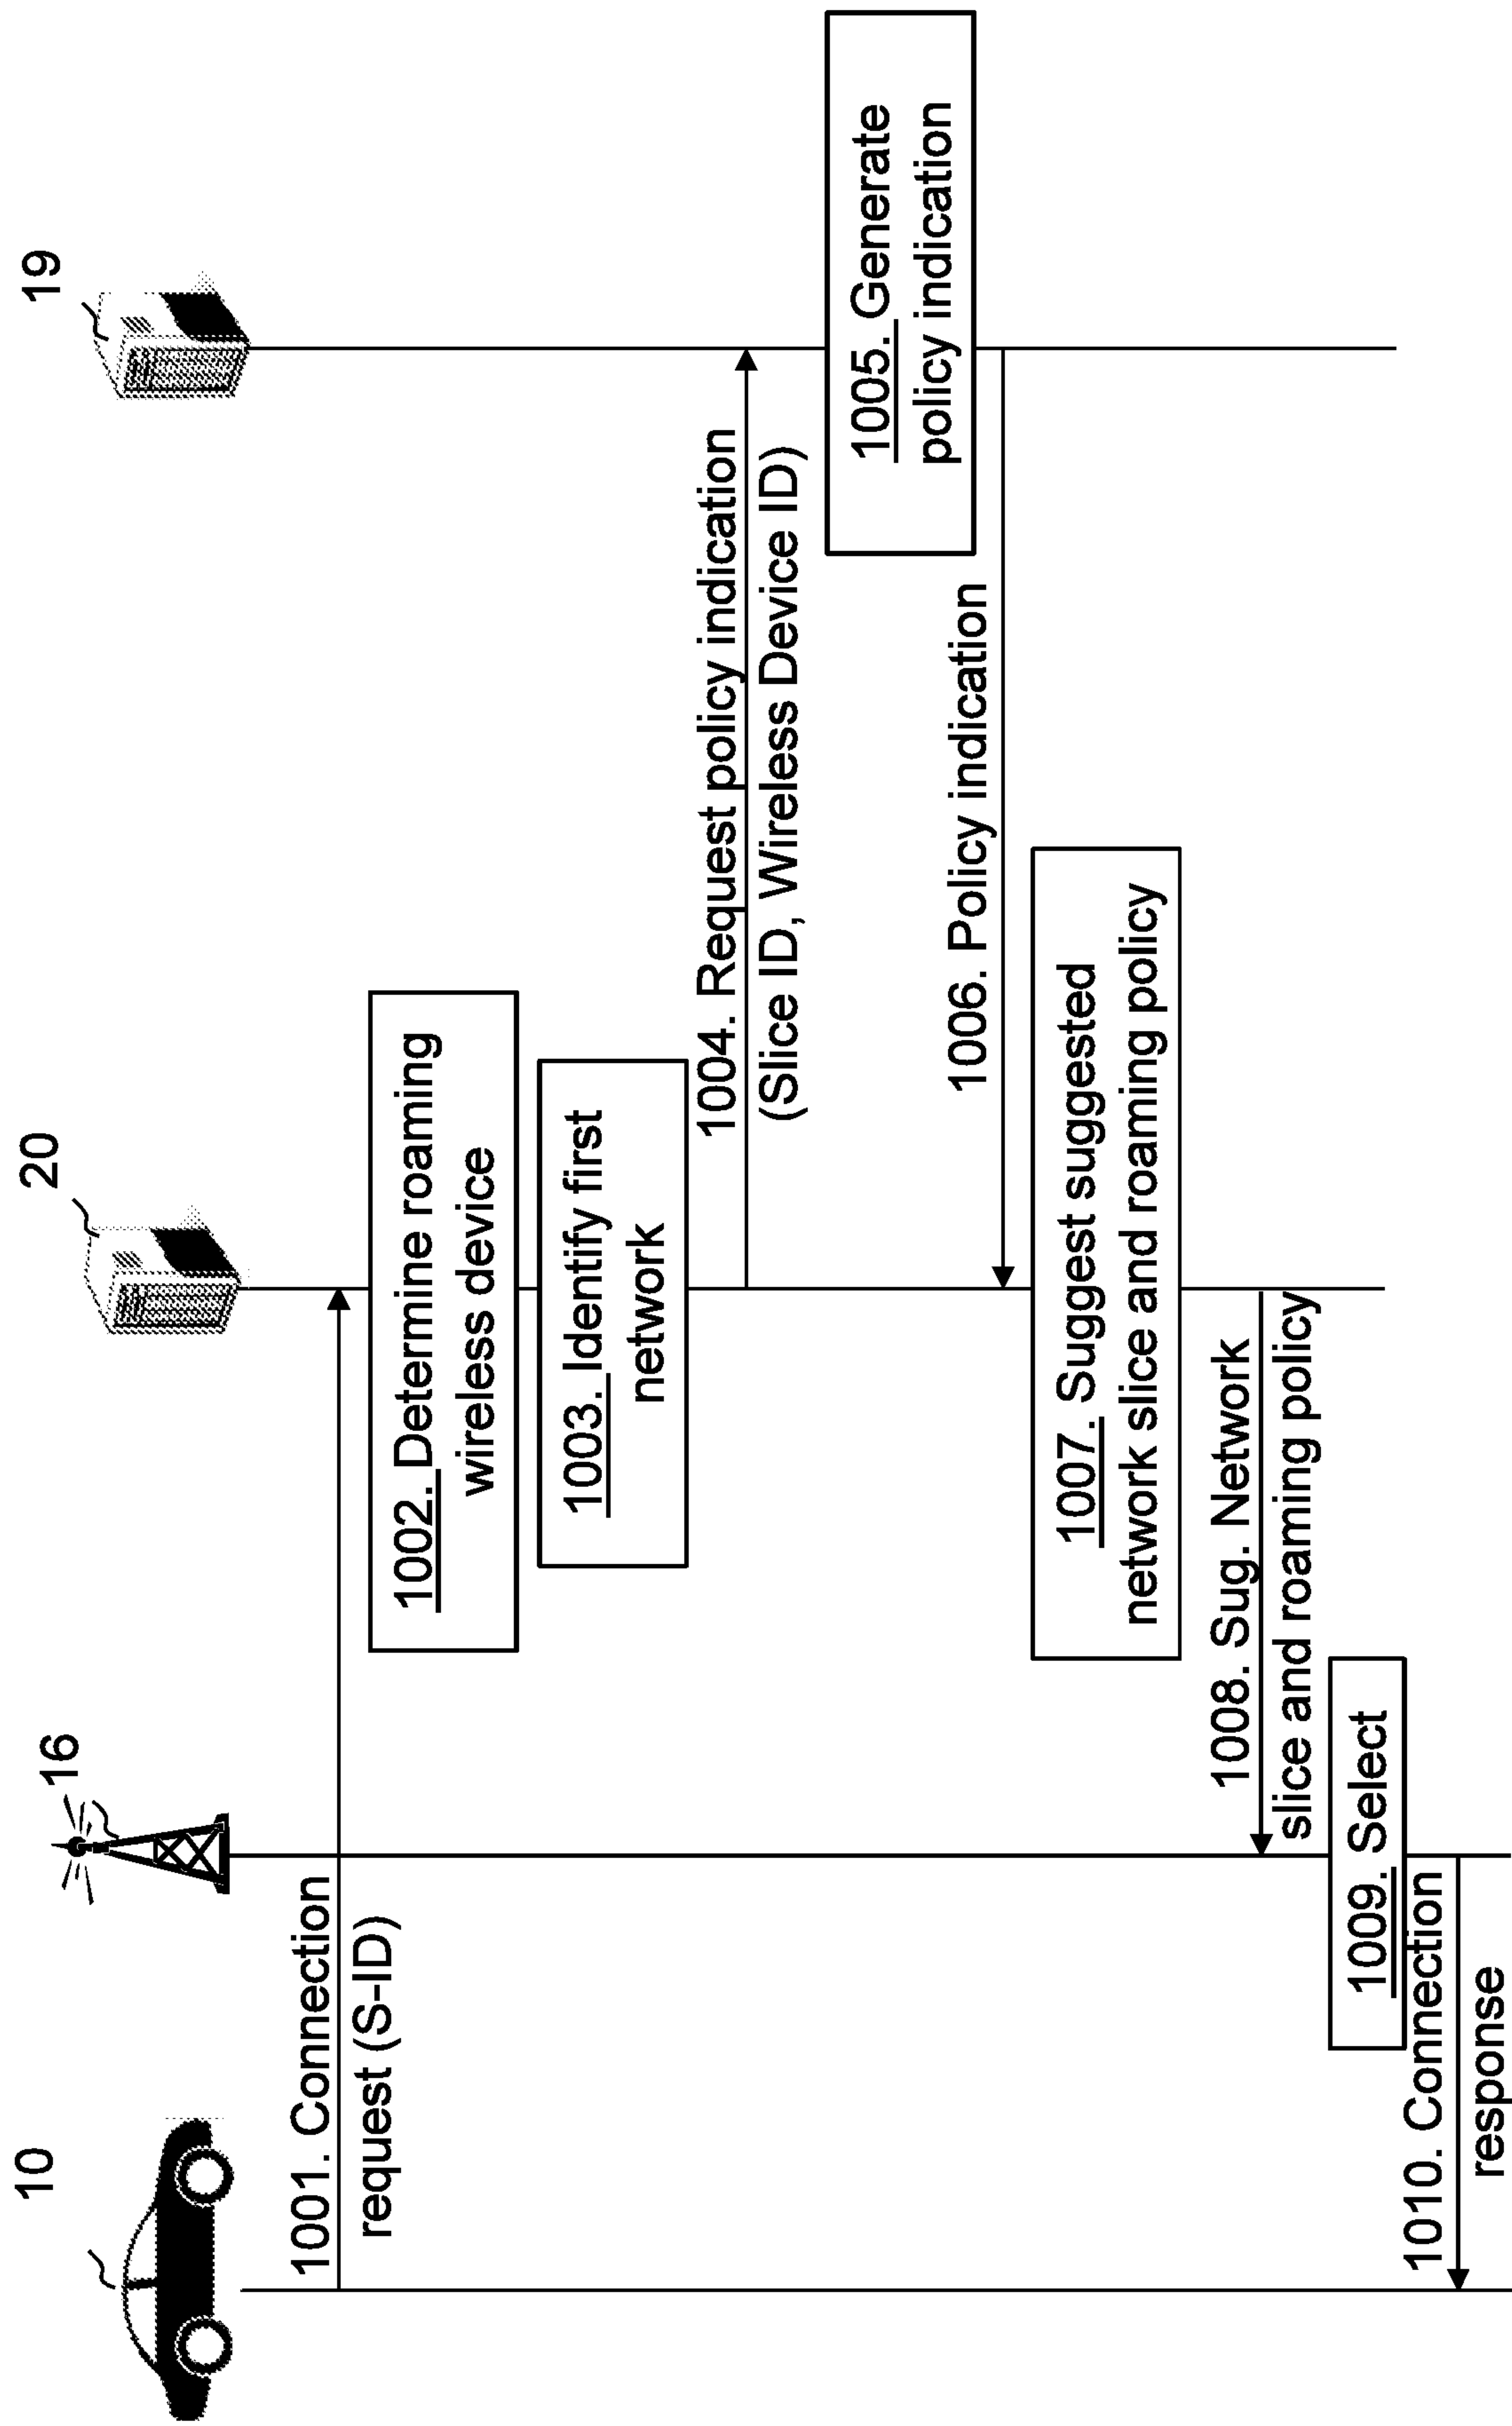 10
16
20
19
1001. Connection
request (S-ID)
1002. Determine roaming
wireless device
1003. Identify first
network
1004. Request policy indication
(Slice ID, Wireless Device ID)
1005. Generate
policy indication
1006. Policy indication
1007. Suggest suggested
network slice and roaming policy
1008. Sug. Network
slice and roaming policy
1009. Select
1010. Connection
response